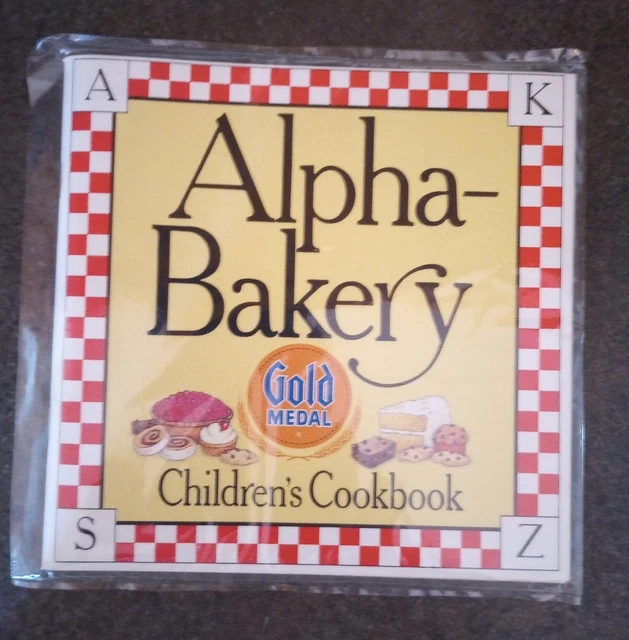 A
K
Alpha-
Bakery
Gold
MEDAL
Children's Cookbook
S
Z